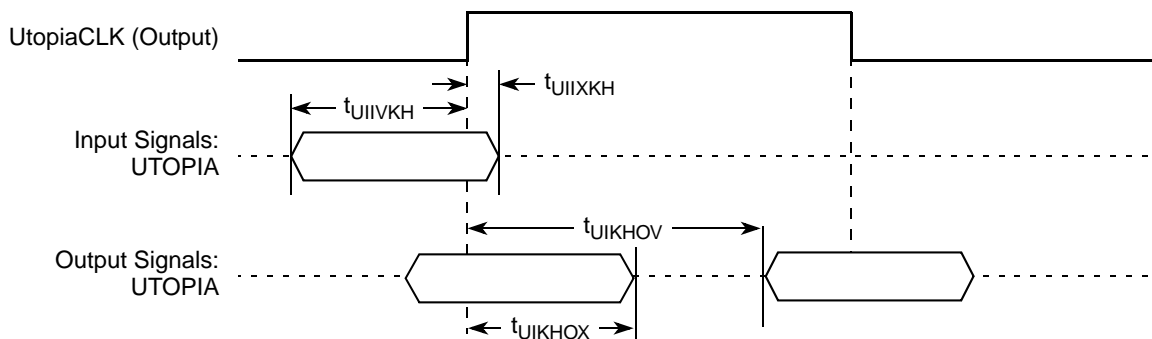 UtopiaCLK (Output)
tUIIXKH
tUIIVKH
Input Signals:
UTOPIA
tUIKHOV
Output Signals:
UTOPIA
tUIKHOX